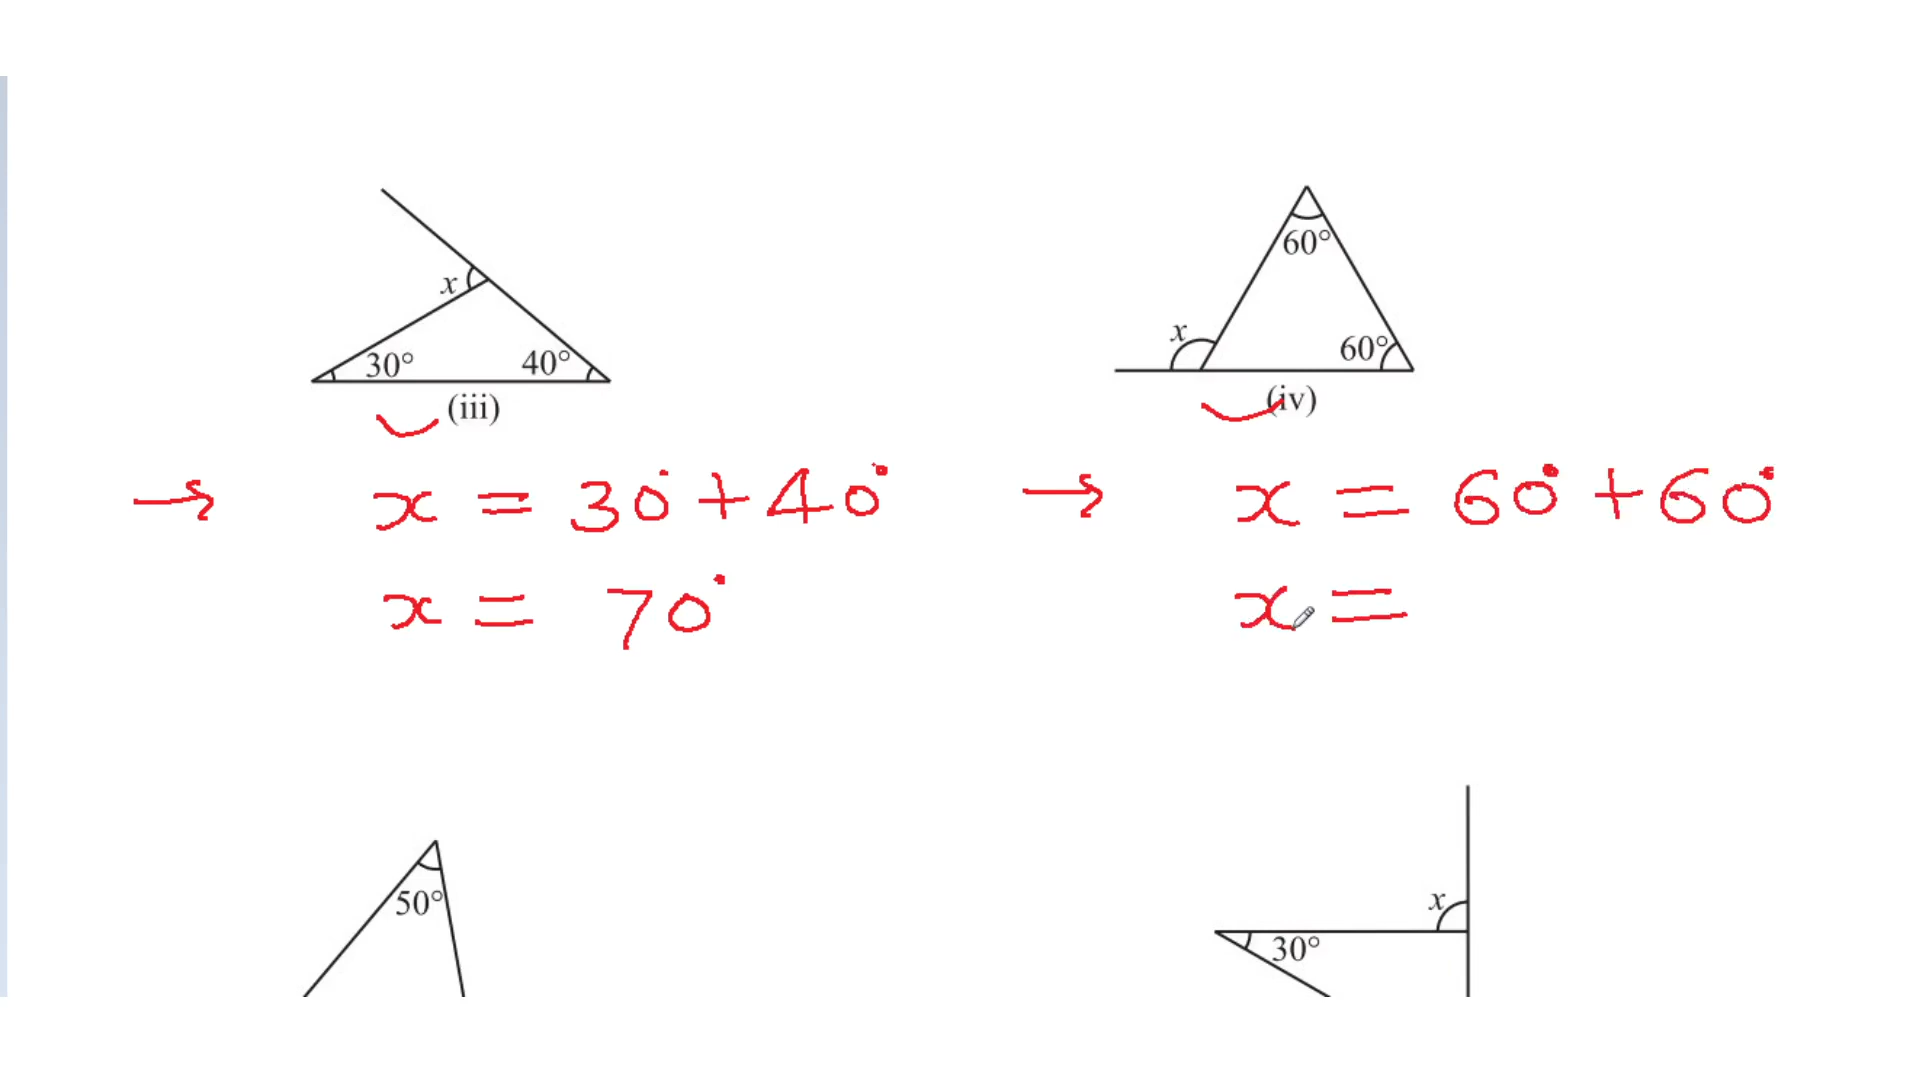 x
30°
40°
(iii)
60°
x
60°
(iv)
→ x = 30° + 40°
x = 70°
→ x = 60° + 60°
x =
50°
x
30°